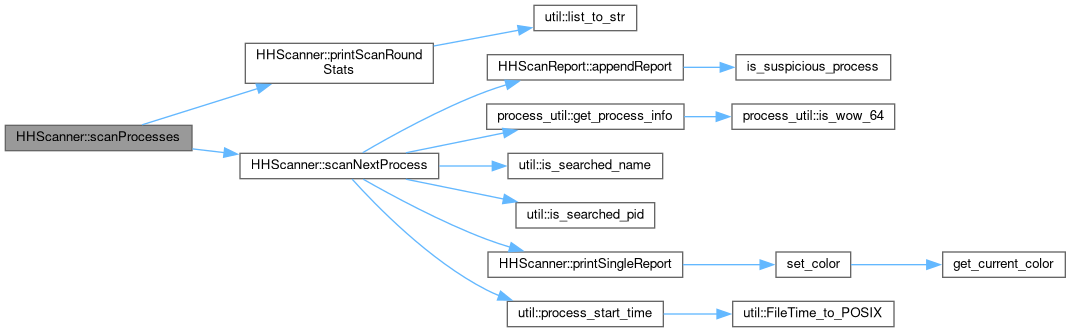 util::list_to_str
HHScanner::printScanRound
Stats
HHScanReport::appendReport
is_suspicious_process
process_util::get_process_info
process_util::is_wow_64
HHScanner::scanProcesses
HHScanner::scanNextProcess
util::is_searched_name
util::is_searched_pid
HHScanner::printSingleReport
set_color
get_current_color
util::process_start_time
util::FileTime_to_POSIX